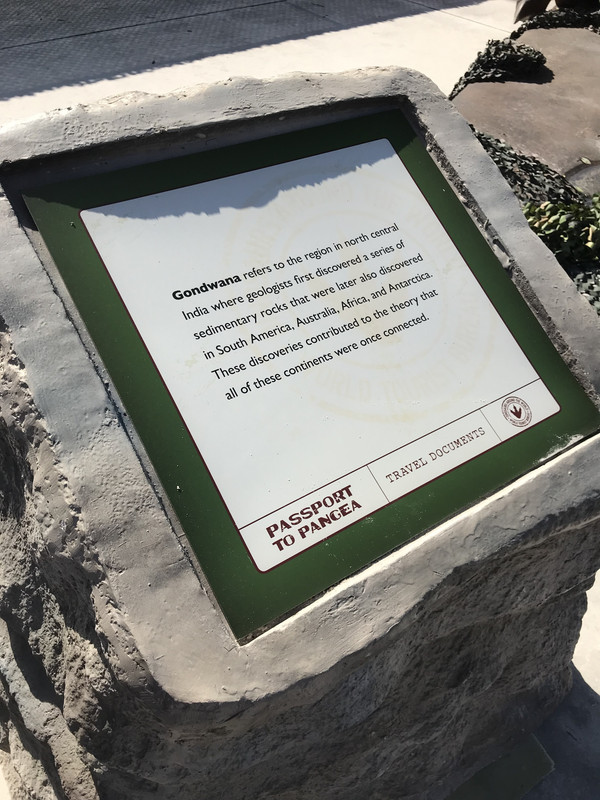 Gondwana refers to the region in north central
India where geologists first discovered a series of
sedimentary rocks that were later also discovered
in South America, Australia, Africa, and Antarctica.
These discoveries contributed to the theory that
all of these continents were once connected.
PASSPORT
TO PANGEA
TRAVEL DOCUMENTS